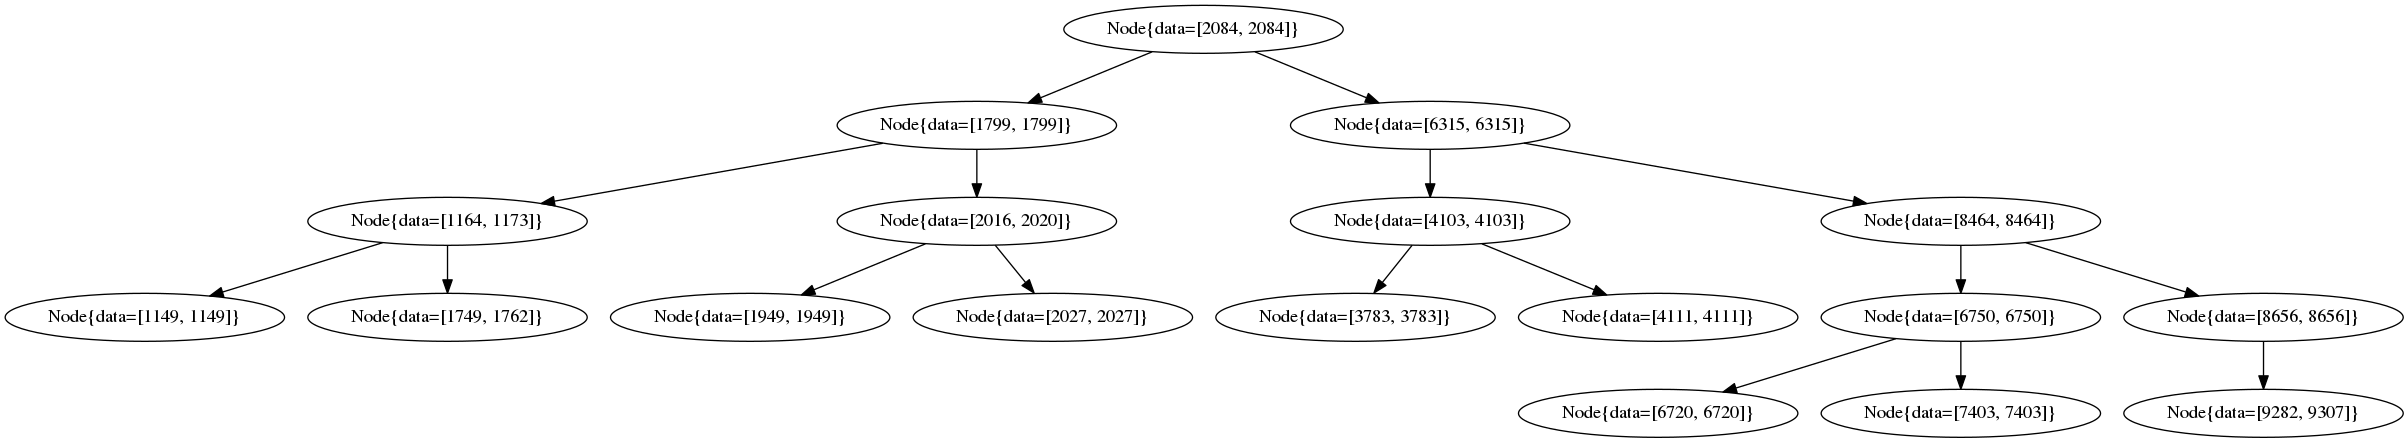 Node{data=[2084, 2084]}
Node{data=[1799, 1799]}
Node{data=[6315, 6315]}
Node{data=[1164, 1173]}
Node{data=[2016, 2020]}
Node{data=[4103, 4103]}
Node{data=[8464, 8464]}
Node{data=[1149, 1149]}
Node{data=[1749, 1762]}
Node{data=[1949, 1949]}
Node{data=[2027, 2027]}
Node{data=[3783, 3783]}
Node{data=[4111, 4111]}
Node{data=[6750, 6750]}
Node{data=[8656, 8656]}
Node{data=[6720, 6720]}
Node{data=[7403, 7403]}
Node{data=[9282, 9307]}